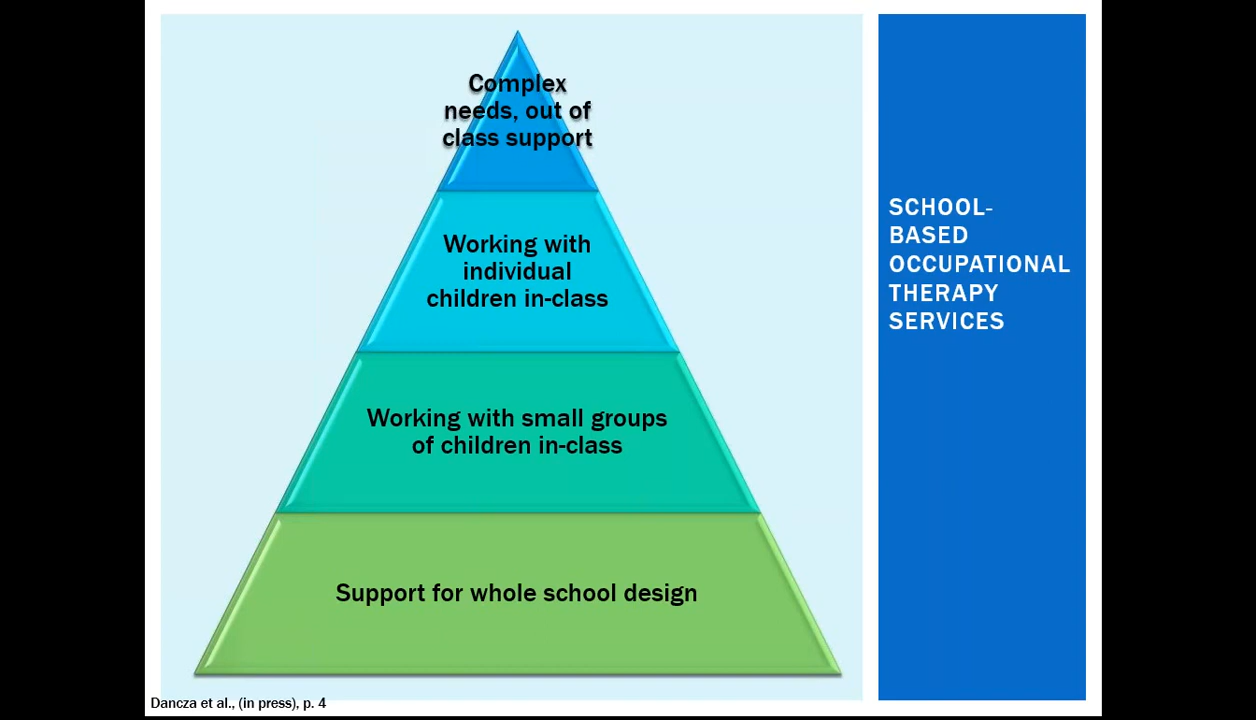 Complex
needs, out of
class support
Working with
individual
children in-class
Working with small groups
of children in-class
Support for whole school design
SCHOOL-
BASED
OCCUPATIONAL
THERAPY
SERVICES
Dancza et al., (in press), p. 4